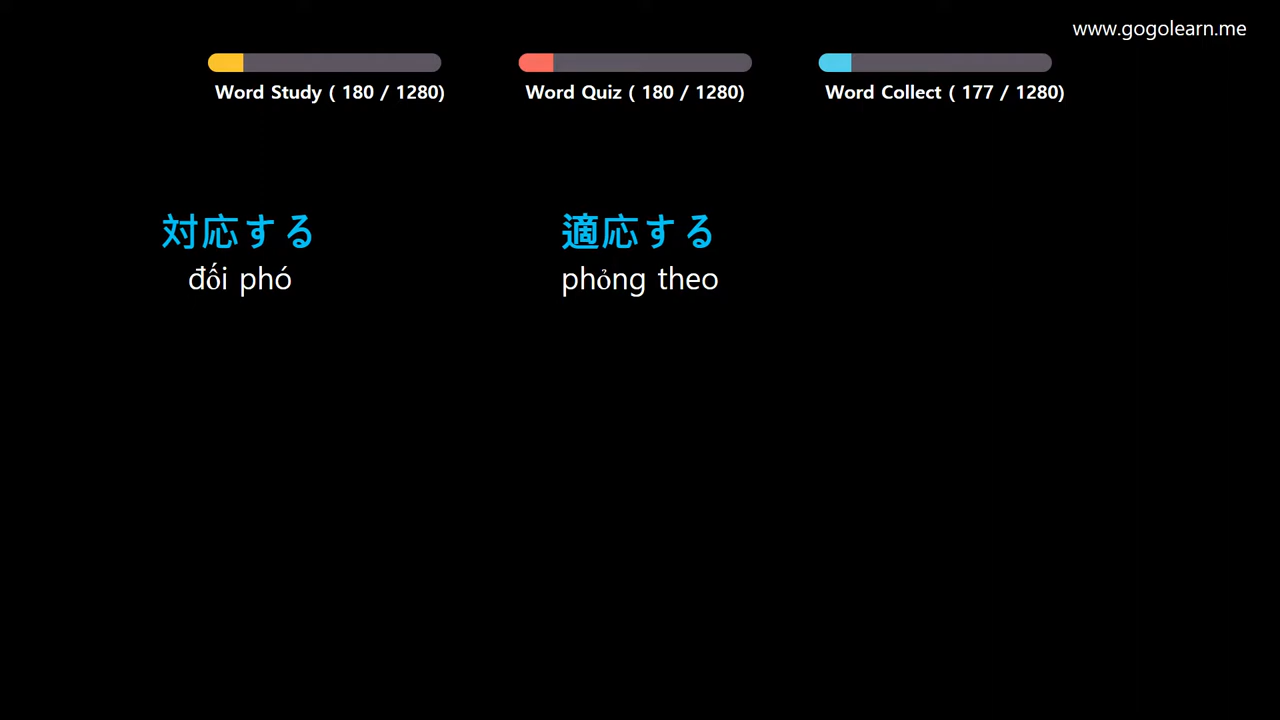 www.gogolearn.me
Word Study ( 180 / 1280)
Word Quiz ( 180 / 1280)
Word Collect ( 177 / 1280)
対応する
đối phó
適応する
phỏng theo